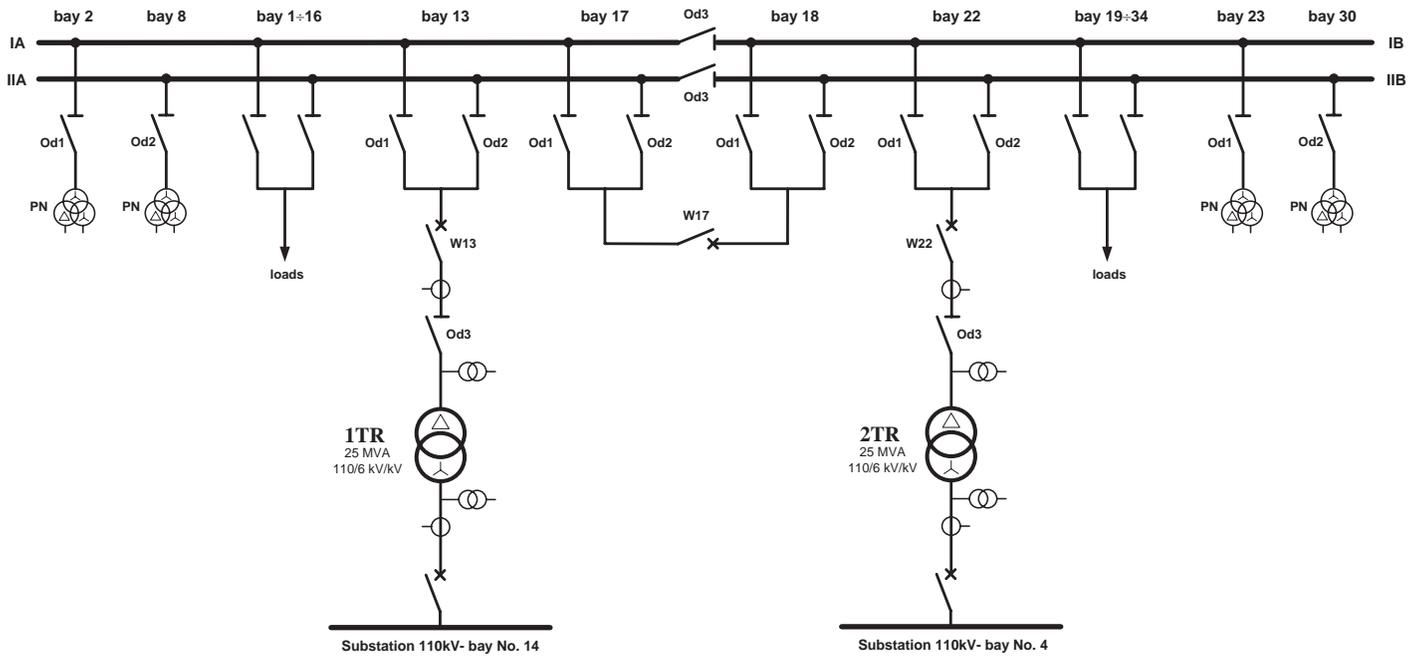 bay 2
bay 8
bay 1÷16
bay 13
bay 17
Od3
bay 18
bay 22
bay 19÷34
bay 23
bay 30
IA
IB
IIA
IIB
Od3
Od1
Od2
Od1
Od2
Od1
Od2
Od1
Od2
Od1
Od2
Od1
Od2
PN
PN
PN
PN
W17
W13
W22
loads
loads
Od3
Od3
1TR
25 MVA
110/6 kV/kV
2TR
25 MVA
110/6 kV/kV
Substation 110kV- bay No. 14
Substation 110kV- bay No. 4